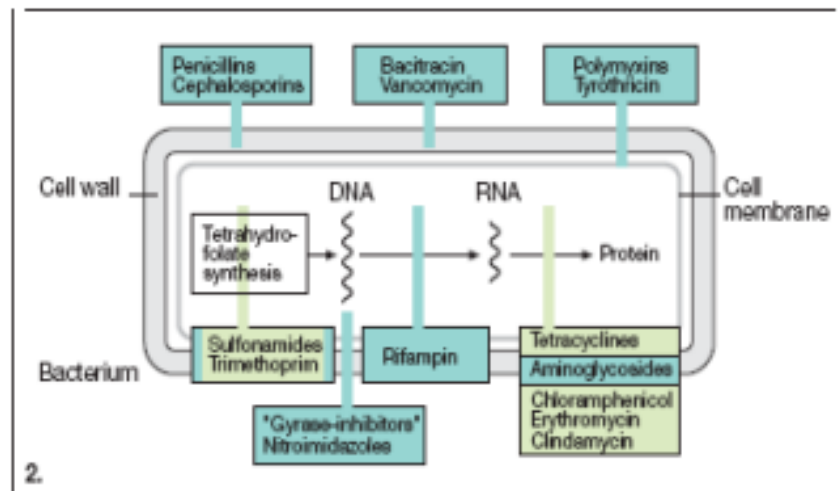 Penicillins
Cephalosporins
Bacitracin
Vancomycin
Polymyxins
Tyrothricin
Cell wall
DNA
RNA
Cell
membrane
Tetrahydro-
folate
synthesis
Protein
Sulfonamides
Trimethoprim
Rifampin
Tetracyclines
Aminoglycosides
Chloramphenicol
Erythromycin
Clindamycin
Bacterium
"Gyrase-inhibitors"
Nitroimidazoles
2.